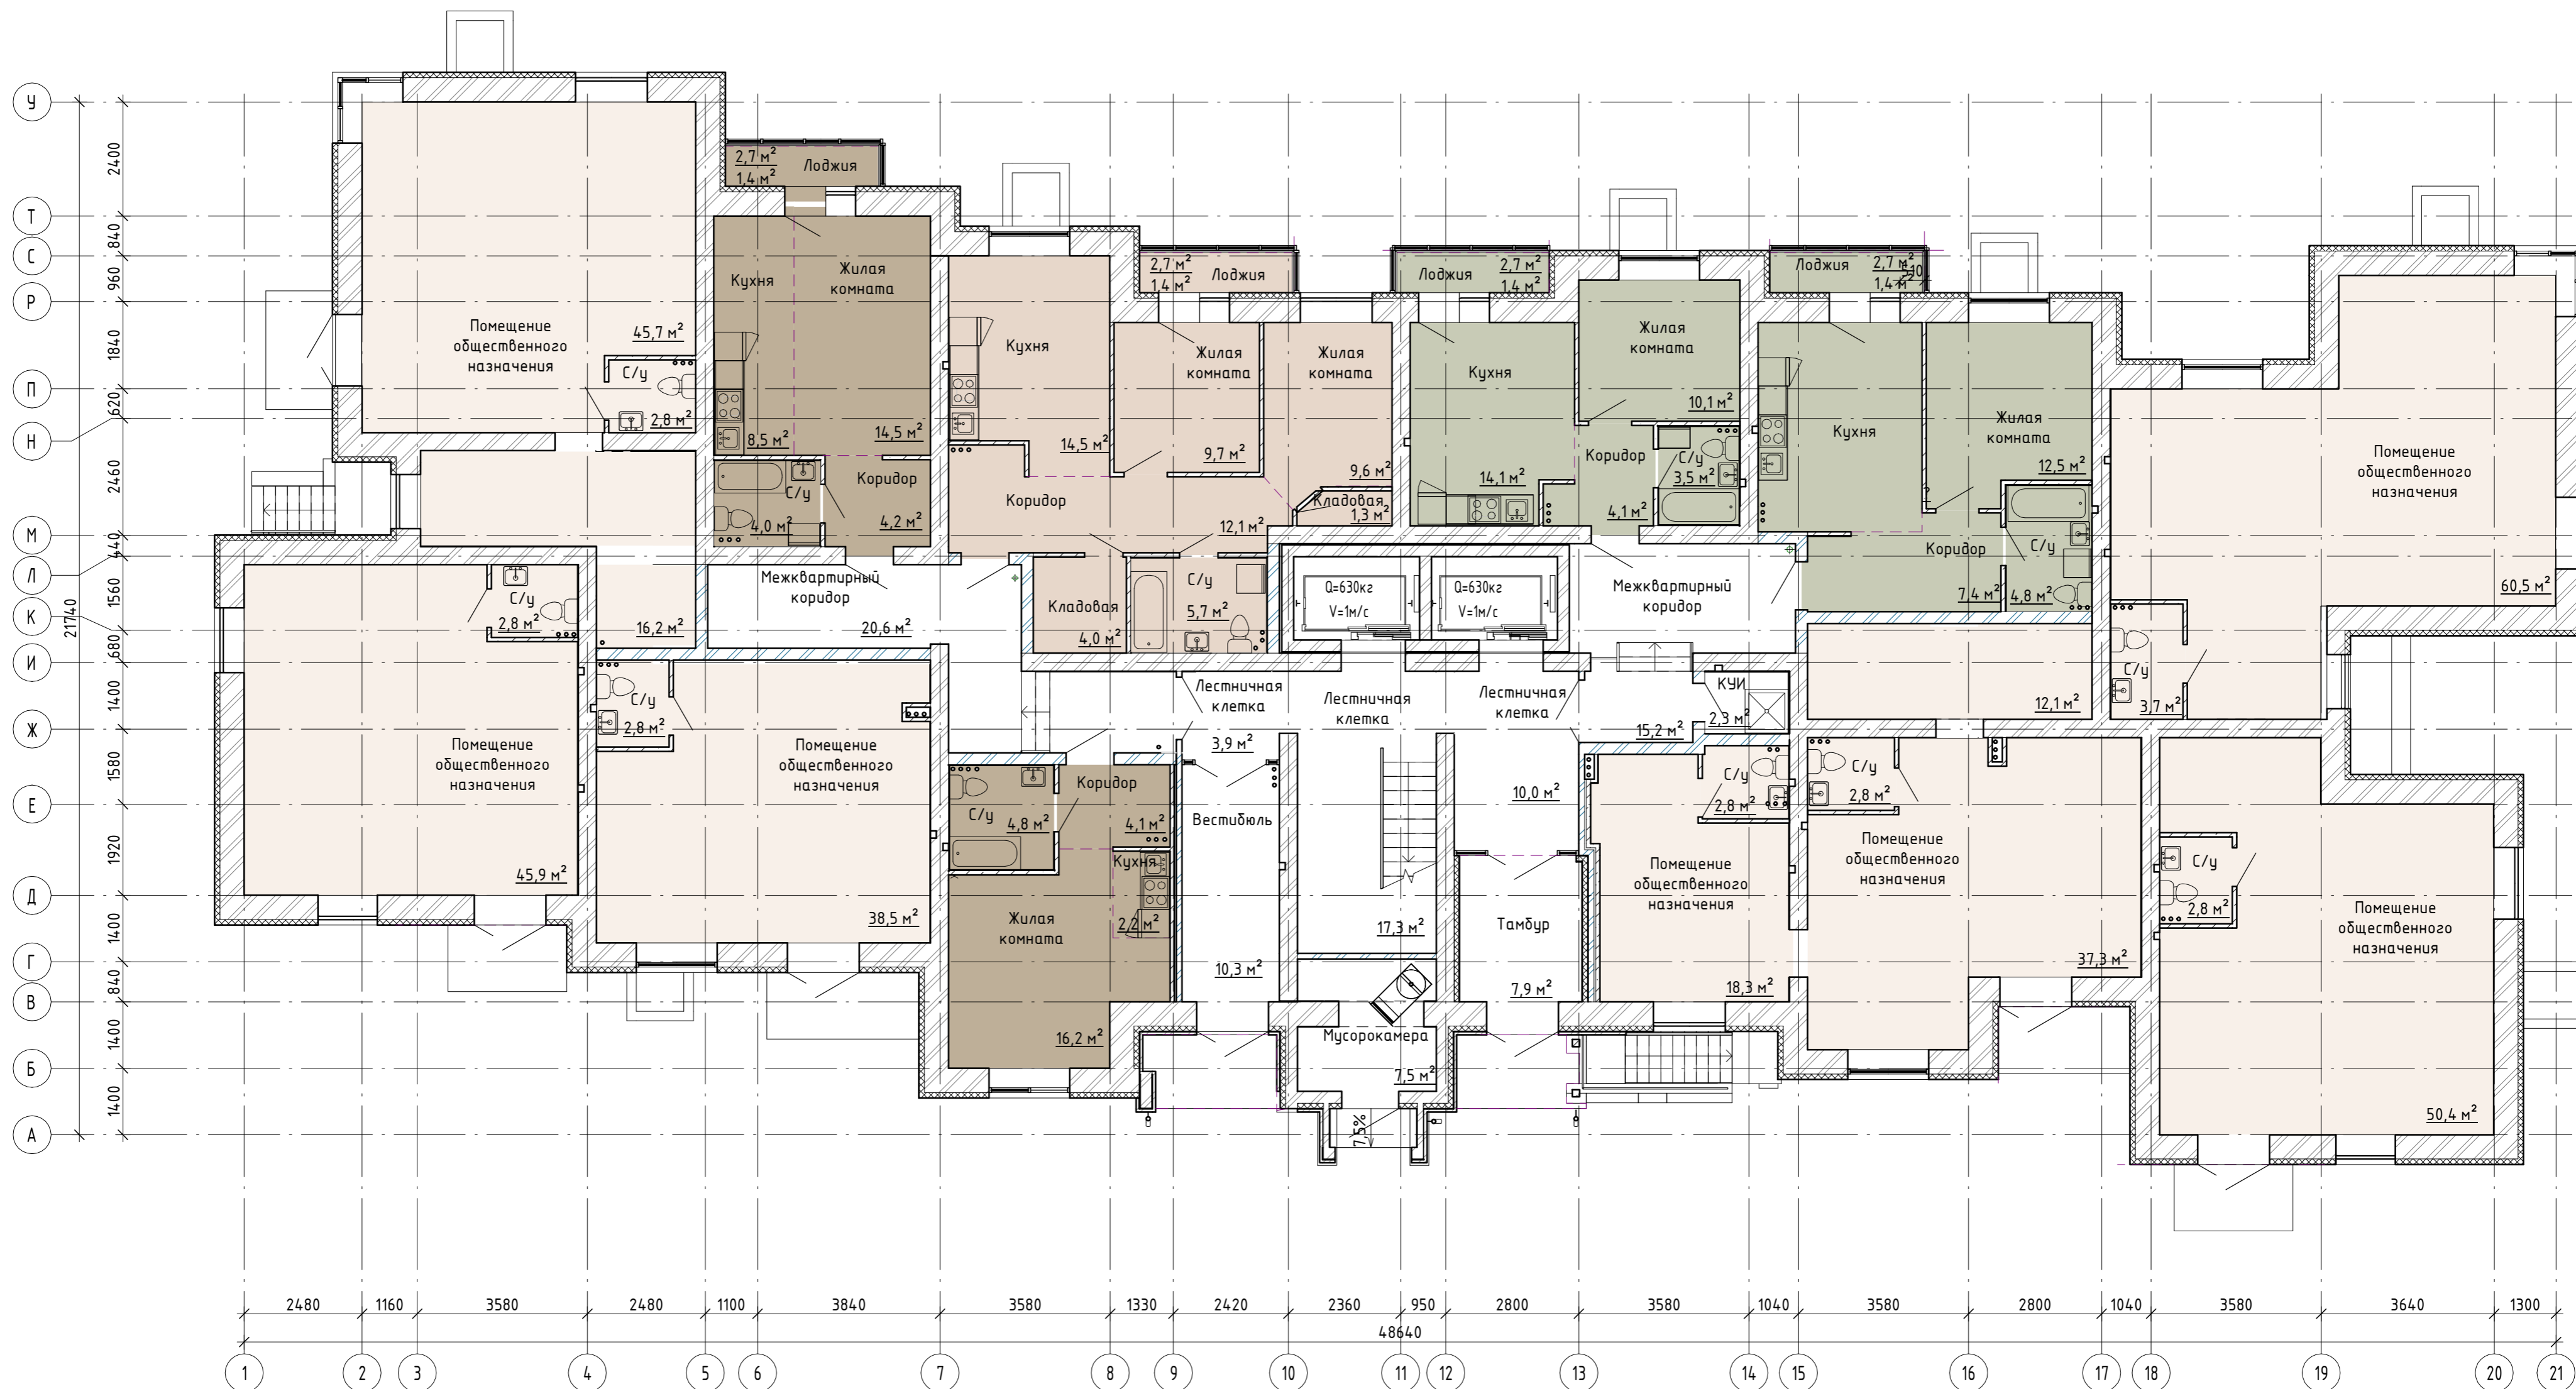 У
2400
Т
840
С
960
Р
1840
П
620
Н
2460
М
440
Л
1560
К
680
И
1400
Ж
1580
Е
1920
Д
1400
Г
840
В
1400
Б
1400
А
21740
Помещение
общественного
назначения
45,7 м²
С/у
2,8 м²
2,7 м²
1,4 м²
Лоджия
Кухня
8,5 м²
Жилая
комната
14,5 м²
С/у
4,0 м²
Коридор
4,2 м²
Кухня
14,5 м²
Коридор
12,1 м²
2,7 м²
1,4 м²
Лоджия
Жилая
комната
9,7 м²
Жилая
комната
9,6 м²
Кладовая
1,3 м²
Кладовая
4,0 м²
С/у
5,7 м²
Лоджия
2,7 м²
1,4 м²
Кухня
14,1 м²
Жилая
комната
10,1 м²
Коридор
4,1 м²
С/у
3,5 м²
Лоджия
2,7 м²
510
1,4 м²
Кухня
Жилая
комната
12,5 м²
Коридор
7,4 м²
С/у
4,8 м²
Помещение
общественного
назначения
60,5 м²
С/у
3,7 м²
С/у
2,8 м²
16,2 м²
Межквартирный
коридор
20,6 м²
Q=630кг
V=1м/с
Q=630кг
V=1м/с
Межквартирный
коридор
12,1 м²
Помещение
общественного
назначения
45,9 м²
С/у
2,8 м²
Помещение
общественного
назначения
38,5 м²
Лестничная
клетка
3,9 м²
Лестничная
клетка
17,3 м²
Лестничная
клетка
10,0 м²
15,2 м²
КУИ
2,3 м²
Коридор
4,1 м²
С/у
4,8 м²
Кухня
2,2 м²
Жилая
комната
16,2 м²
Вестибюль
10,3 м²
Тамбур
7,9 м²
Мусорокамера
7,5 м²
7,5%
С/у
2,8 м²
Помещение
общественного
назначения
18,3 м²
С/у
2,8 м²
Помещение
общественного
назначения
37,3 м²
С/у
2,8 м²
Помещение
общественного
назначения
50,4 м²
2480 1160 3580 2480 1100 3840 3580 1330 2420 2360 950 2800 3580 1040 3580 2800 1040 3580 3640 1300
48640
1 2 3 4 5 6 7 8 9 10 11 12 13 14 15 16 17 18 19 20 21